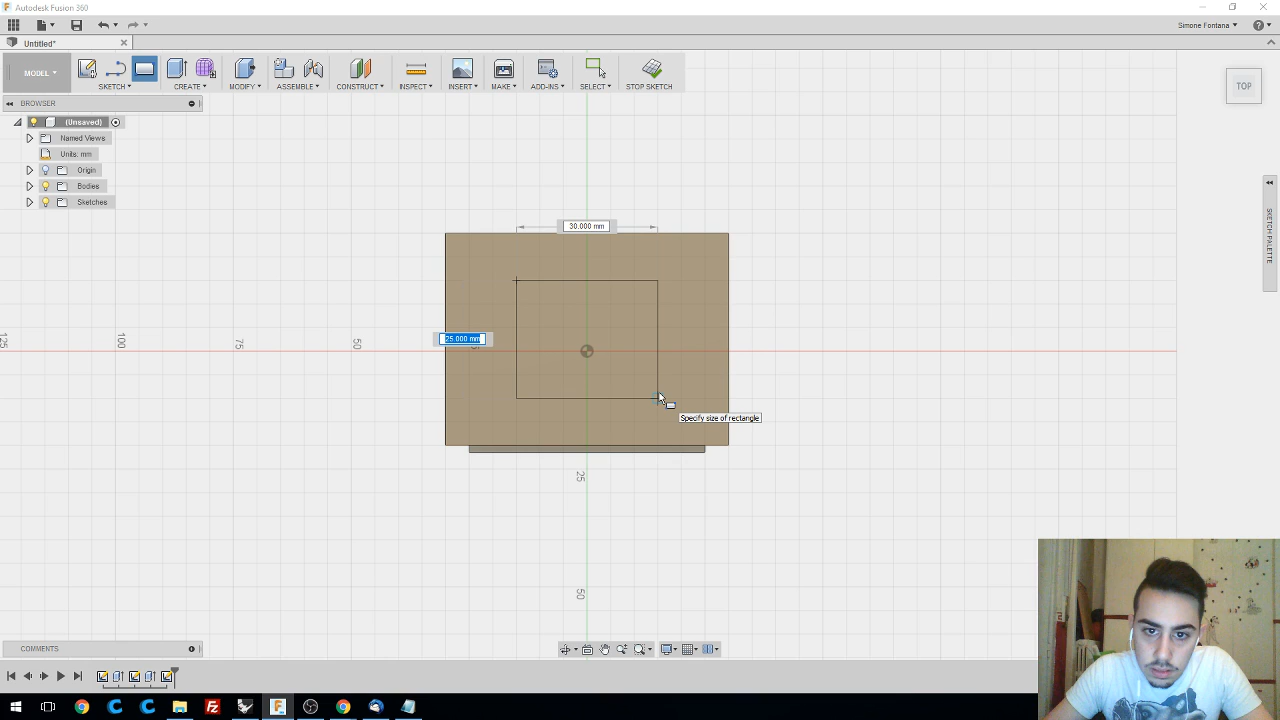 Autodesk Fusion 360
Simone Fontana
Untitled*
MODEL
SKETCH
CREATE
MODIFY
ASSEMBLE
CONSTRUCT
INSPECT
INSERT
MAKE
ADD-INS
SELECT
STOP SKETCH
BROWSER
TOP
(Unsaved)
Named Views
Units: mm
Origin
Bodies
Sketches
SKETCH PALETTE
30.000 mm
25.000 mm
125
100
75
50
Specify size of rectangle
25
50
COMMENTS